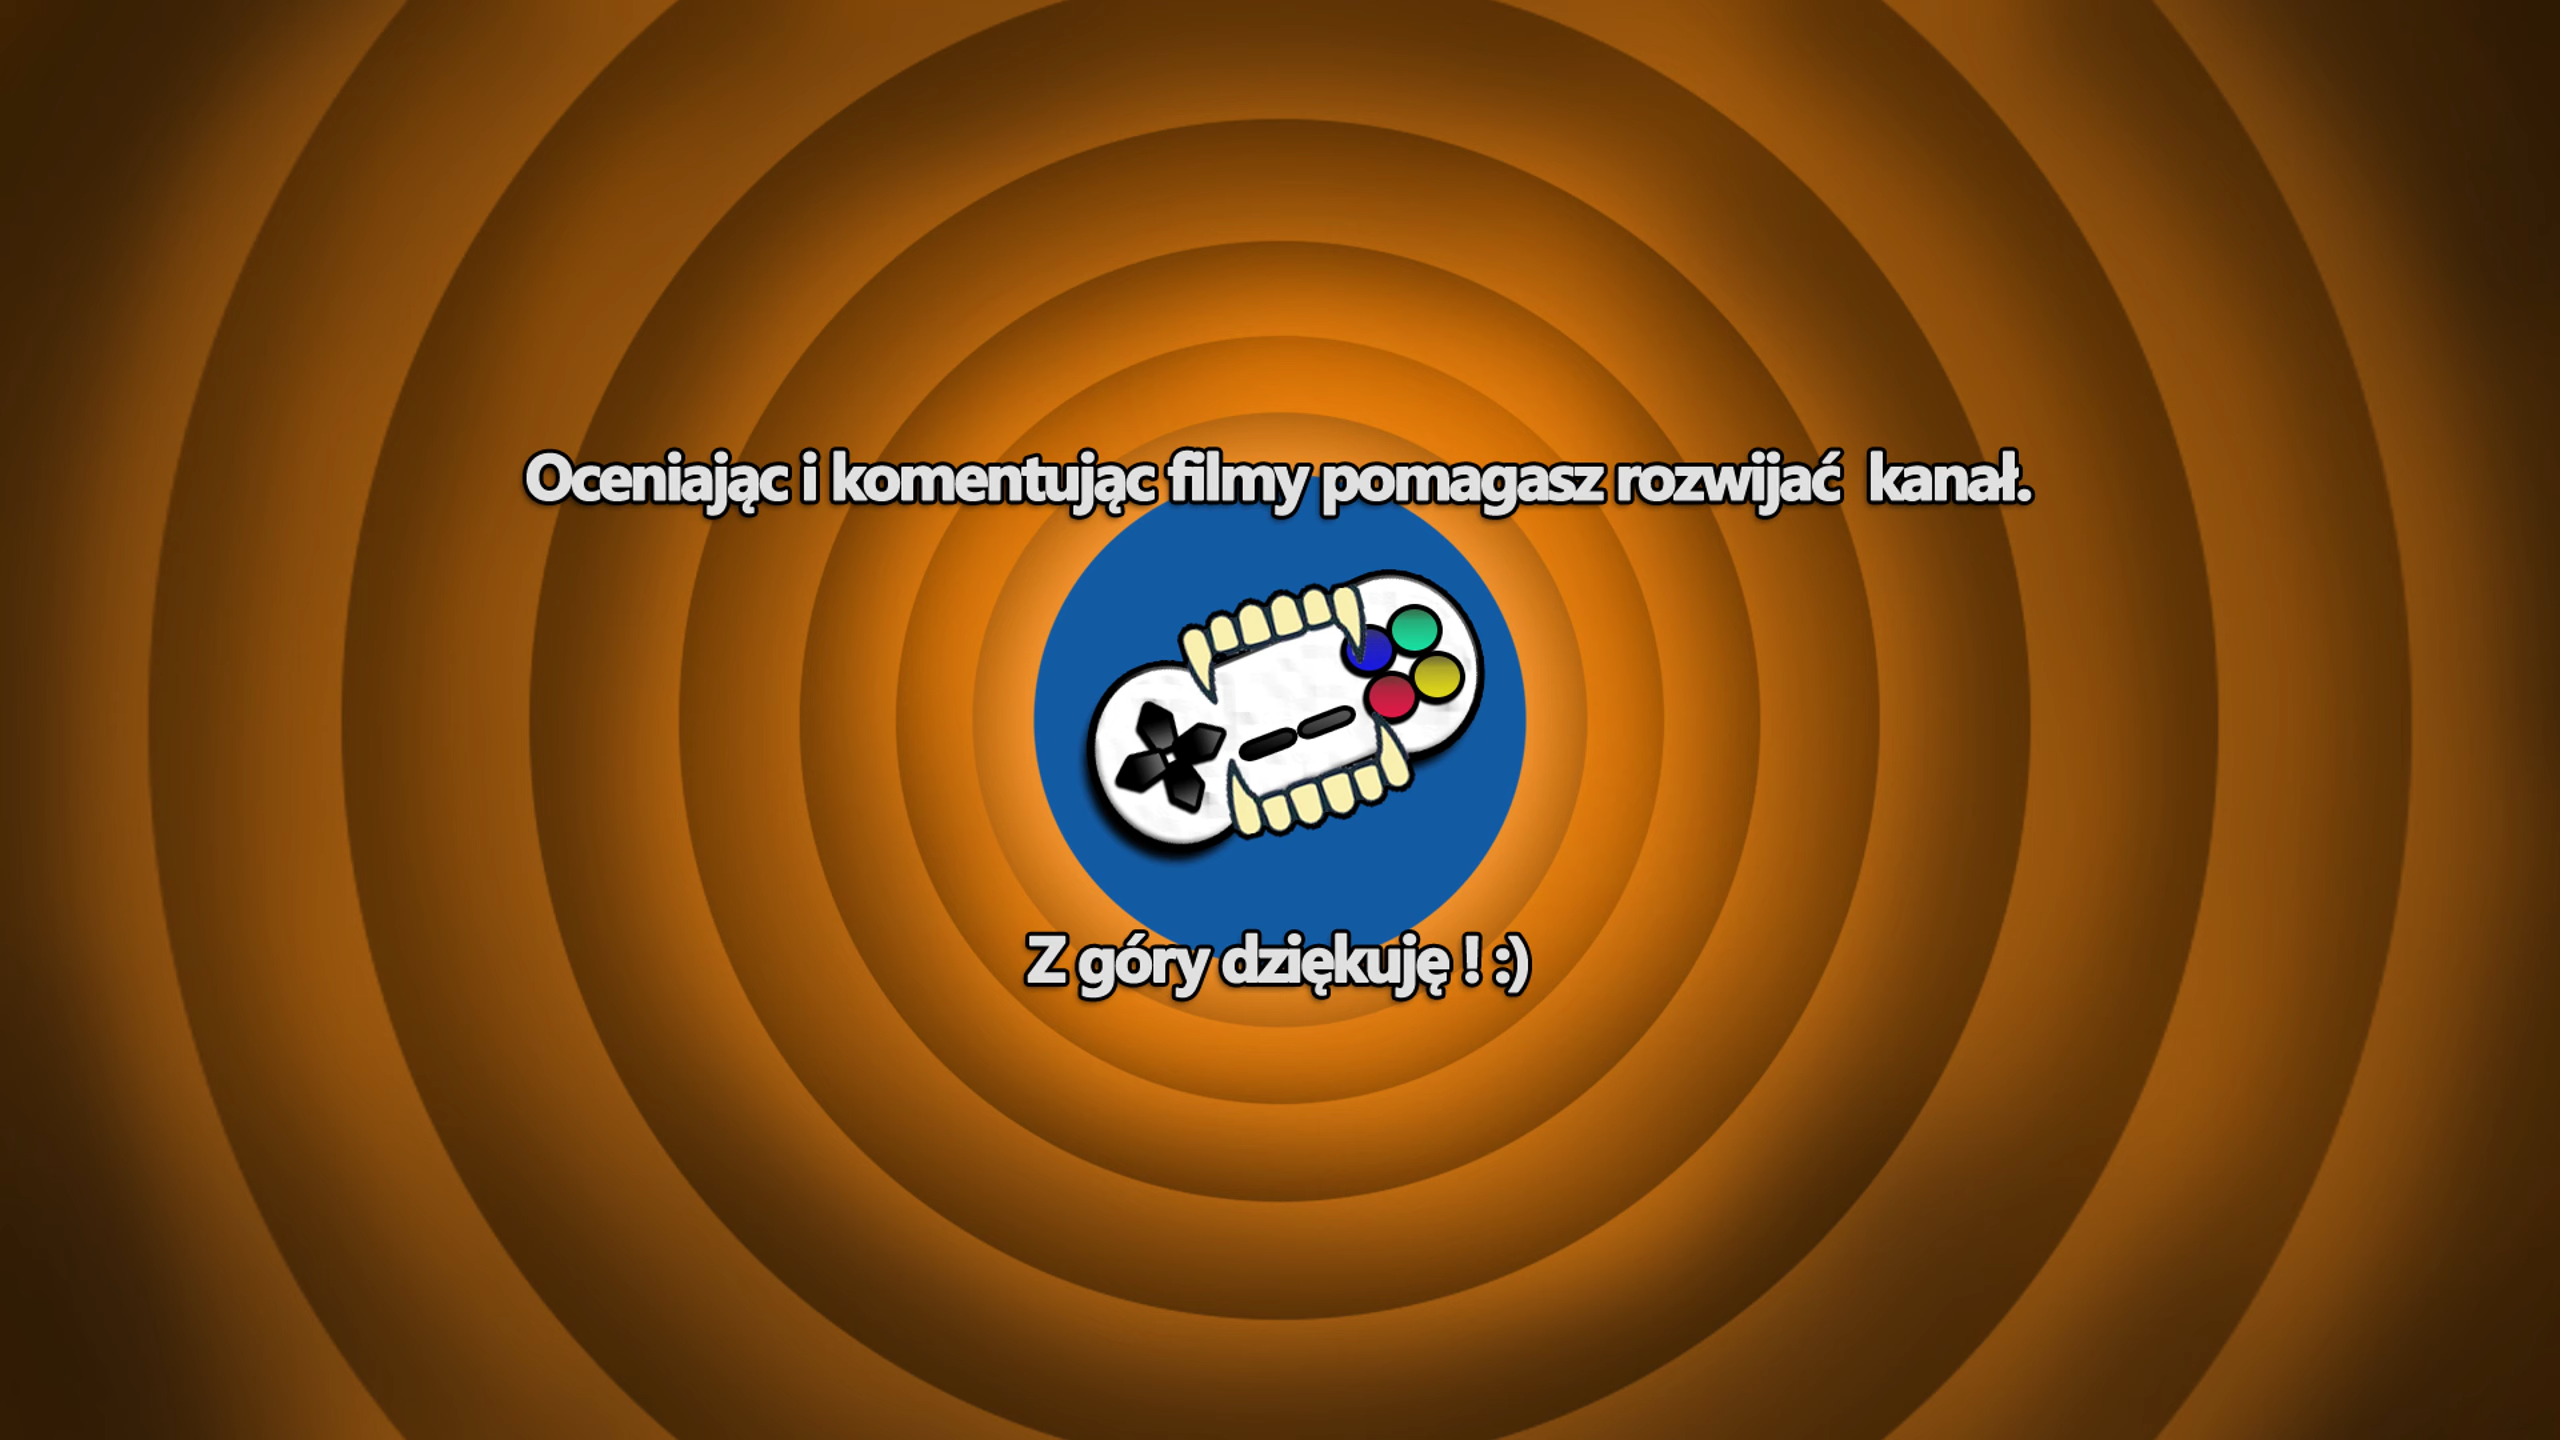 Oceniając i komentując filmy pomagasz rozwijać  kanał.
Z góry dziękuję ! :)